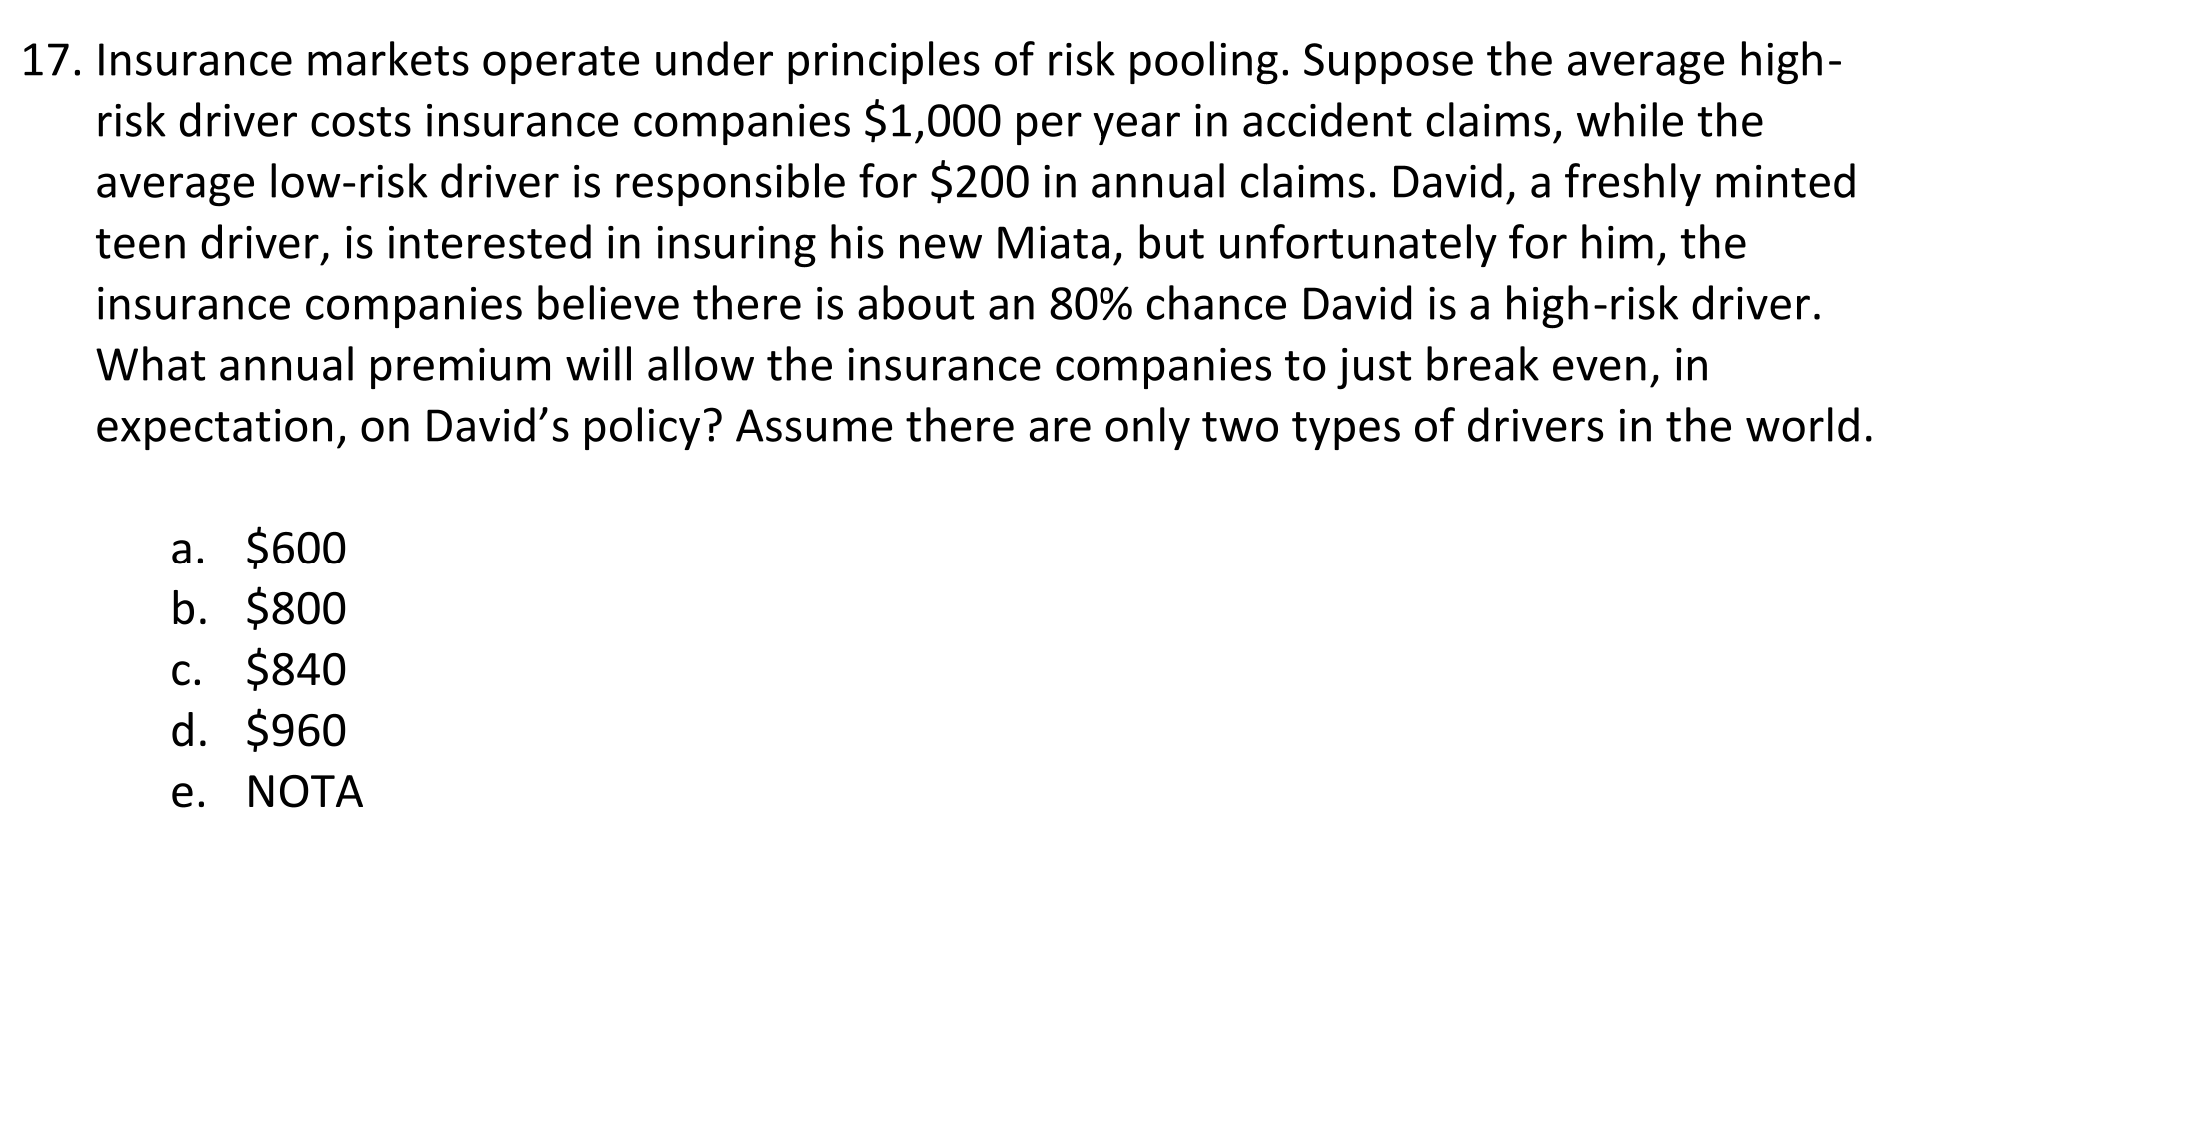 17. Insurance markets operate under principles of risk pooling. Suppose the average high-
risk driver costs insurance companies $1,000 per year in accident claims, while the
average low-risk driver is responsible for $200 in annual claims. David, a freshly minted
teen driver, is interested in insuring his new Miata, but unfortunately for him, the
insurance companies believe there is about an 80% chance David is a high-risk driver.
What annual premium will allow the insurance companies to just break even, in
expectation, on David’s policy? Assume there are only two types of drivers in the world.
a. $600
b. $800
c. $840
d. $960
e. NOTA